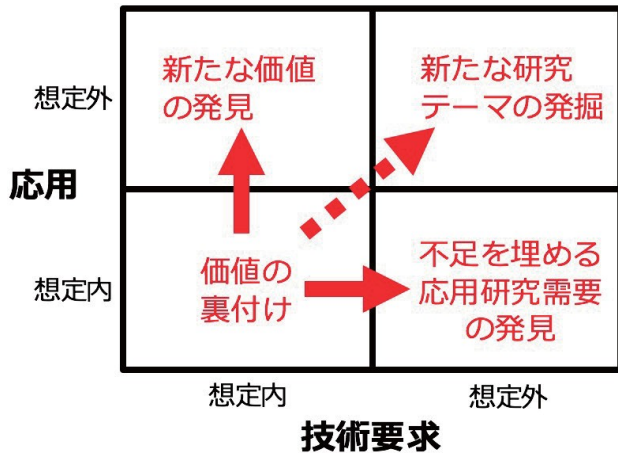 新たな価値
の発見
新たな研究
テーマの発掘
想定外
応用
価値の
裏付け
不足を埋める
応用研究需要
の発見
想定内
想定内
想定外
技術要求